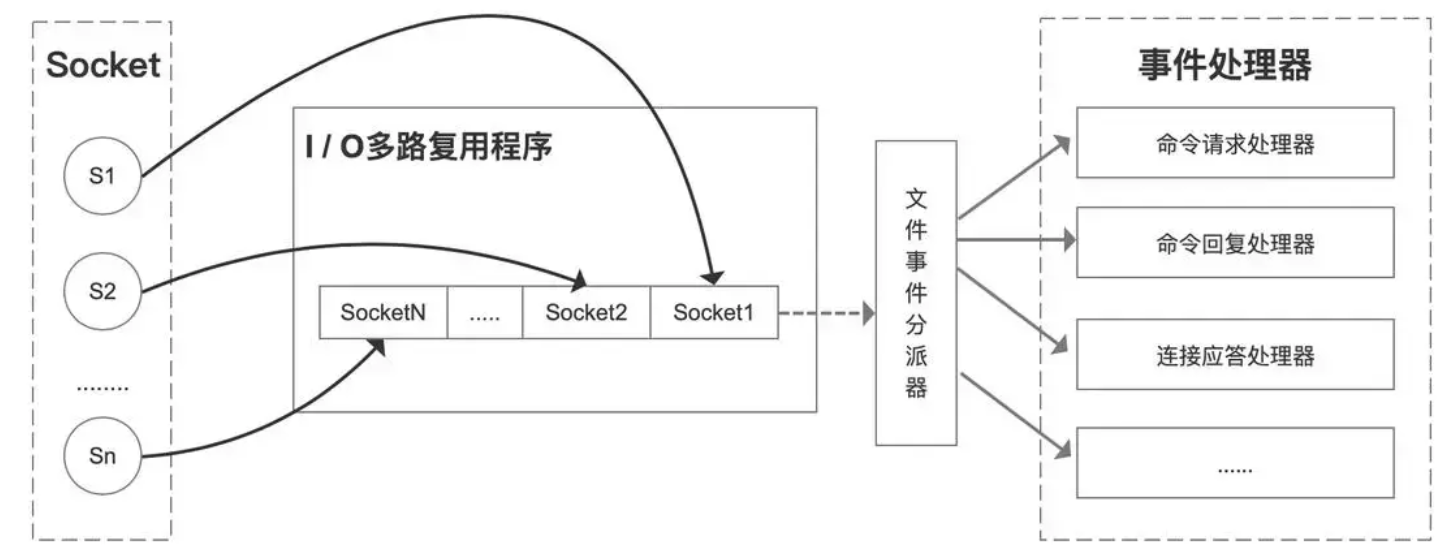 Socket
S1
S2
........
Sn
I / O多路复用程序
SocketN
.....
Socket2
Socket1
文件事件分派器
事件处理器
命令请求处理器
命令回复处理器
连接应答处理器
......